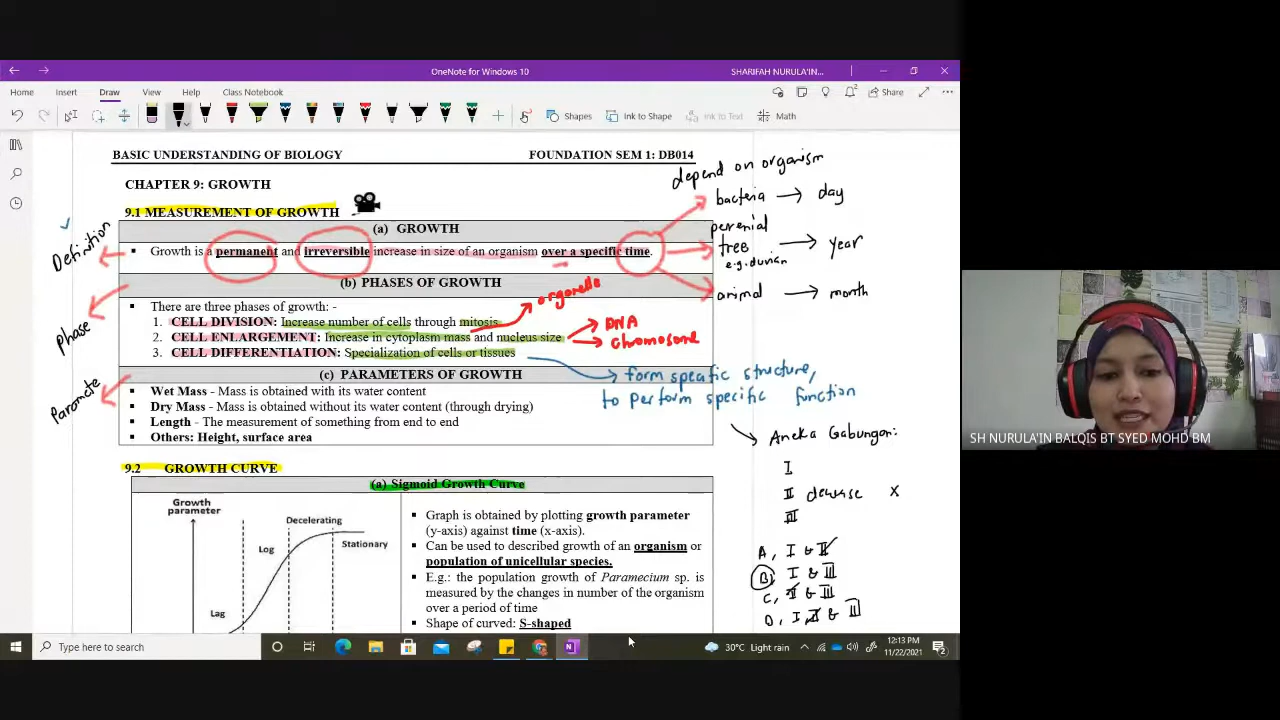 OneNote for Windows 10
SHARIFAH NURULA'IN...
Home
Insert
Draw
View
Help
Class Notebook
Share
Shapes
Ink to Shape
Ink to Text
Math
BASIC UNDERSTANDING OF BIOLOGY
FOUNDATION SEM 1: DB014
CHAPTER 9: GROWTH
9.1 MEASUREMENT OF GROWTH
(a) GROWTH
Growth is a permanent and irreversible increase in size of an organism over a specific time.
(b) PHASES OF GROWTH
There are three phases of growth: -
1. CELL DIVISION: Increase number of cells through mitosis
2. CELL ENLARGEMENT: Increase in cytoplasm mass and nucleus size
3. CELL DIFFERENTIATION: Specialization of cells or tissues
(c) PARAMETERS OF GROWTH
Wet Mass - Mass is obtained with its water content
Dry Mass - Mass is obtained without its water content (through drying)
Length - The measurement of something from end to end
Others: Height, surface area
Definition
Phase
Paramete
organelle
DNA
chromosome
depend on organism
bacteria → day
perenial
tree → year
e.g. durian
animal → month
form specific structure,
to perform specific function
Aneka Gabungan:
I
II dewase X
III
A, I & II
B, I & III
C, II & III
D, I, II & III
9.2 GROWTH CURVE
(a) Sigmoid Growth Curve
Growth
parameter
Decelerating
Log
Stationary
Lag
Graph is obtained by plotting growth parameter
(y-axis) against time (x-axis).
Can be used to described growth of an organism or
population of unicellular species.
E.g.: the population growth of Paramecium sp. is
measured by the changes in number of the organism
over a period of time
Shape of curved: S-shaped
SH NURULA'IN BALQIS BT SYED MOHD BM
Type here to search
30°C Light rain
12:13 PM
11/22/2021
2